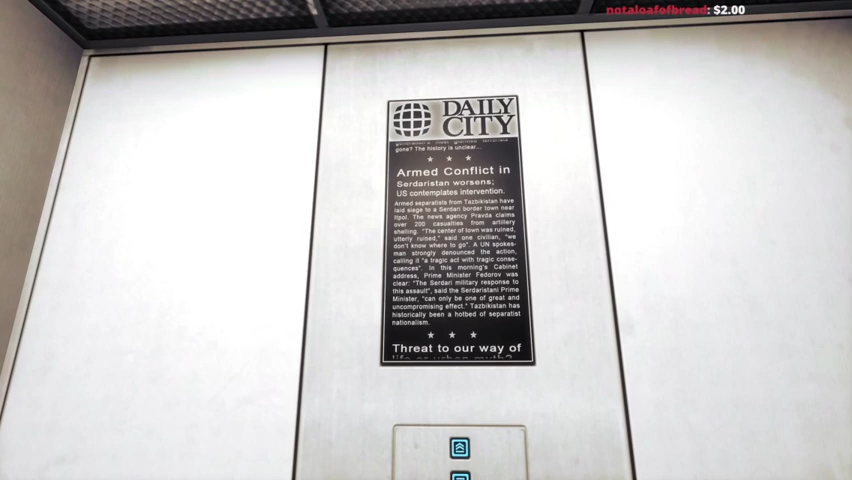 notaloafofbread: $2.00
DAILY
CITY
gone? The history is unclear...
Armed Conflict in
Serdaristan worsens;
US contemplates intervention.
Armed separatists from Tazbikistan have
laid siege to a Serdari border town near
Itpol. The news agency Pravda claims
over 200 casualties from artillery
shelling. "The center of town was ruined,
utterly ruined," said one civilian, "we
don't know where to go". A UN spokes-
man strongly denounced the action,
calling it "a tragic act with tragic conse-
quences". In this morning's Cabinet
address, Prime Minister Fedorov was
clear: "The Serdari military response to
this assault", said the Serdaristani Prime
Minister, "can only be one of great and
uncompromising effect." Tazbikistan has
historically been a hotbed of separatist
nationalism.
Threat to our way of